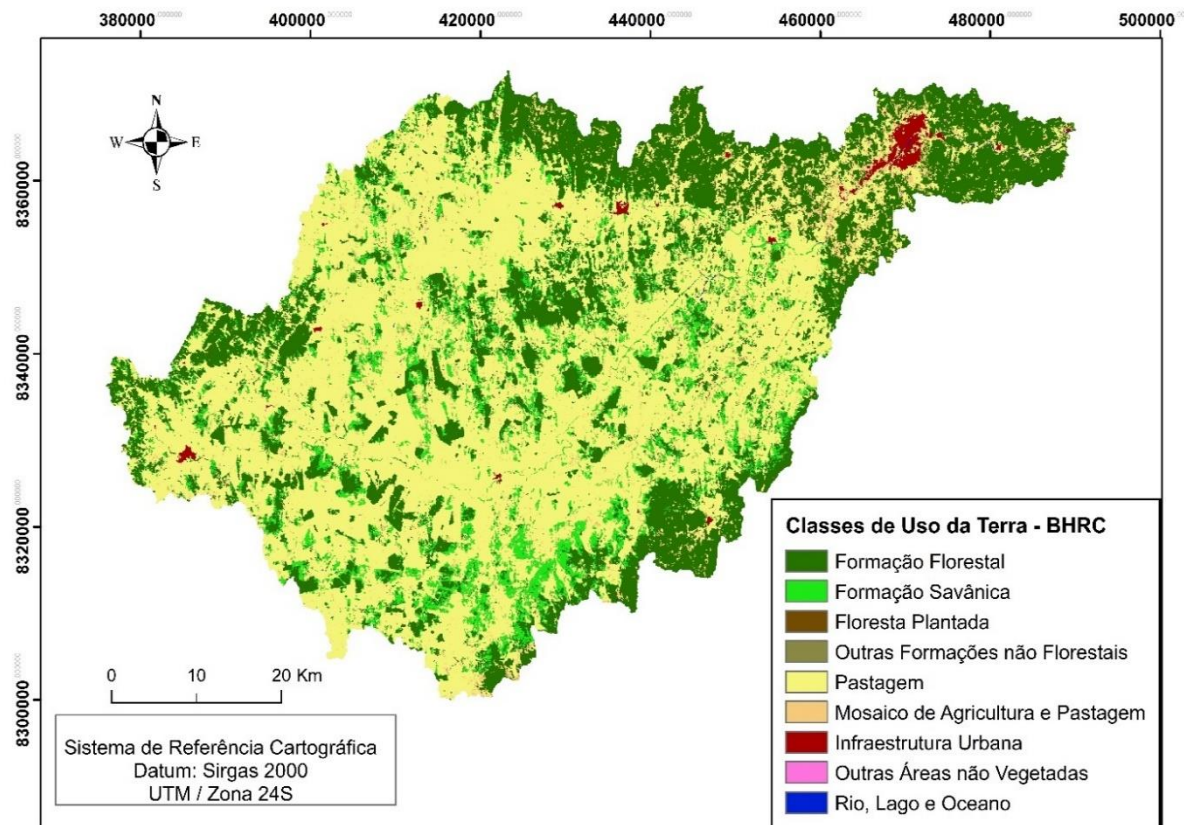 380000 400000 420000 440000 460000 480000 500000
N
W E
S
8360000
8340000
8320000
8300000
0 10 20 Km
Sistema de Referência Cartográfica
Datum: Sirgas 2000
UTM / Zona 24S
Classes de Uso da Terra - BHRC
Formação Florestal
Formação Savânica
Floresta Plantada
Outras Formações não Florestais
Pastagem
Mosaico de Agricultura e Pastagem
Infraestrutura Urbana
Outras Áreas não Vegetadas
Rio, Lago e Oceano